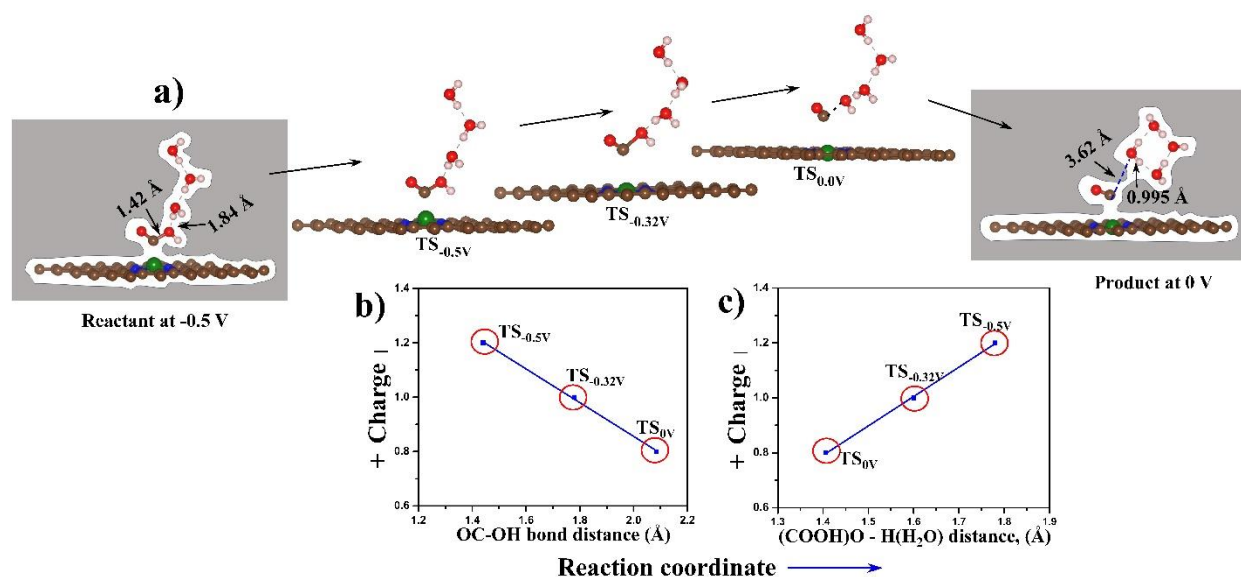 a)
1.42 Å
1.84 Å
Reactant at -0.5 V
TS-0.5V
TS-0.32V
TS0.0V
3.62 Å
0.995 Å
Product at 0 V
b)
1.4
1.2
1.0
0.8
0.6
+ Charge –
TS-0.5V
TS-0.32V
TS0V
1.2 1.4 1.6 1.8 2.0 2.2
OC-OH bond distance (Å)
c)
1.4
1.2
1.0
0.8
0.6
+ Charge –
TS-0.5V
TS-0.32V
TS0V
1.3 1.4 1.5 1.6 1.7 1.8 1.9
(COOH)O - H(H2O) distance, (Å)
Reaction coordinate